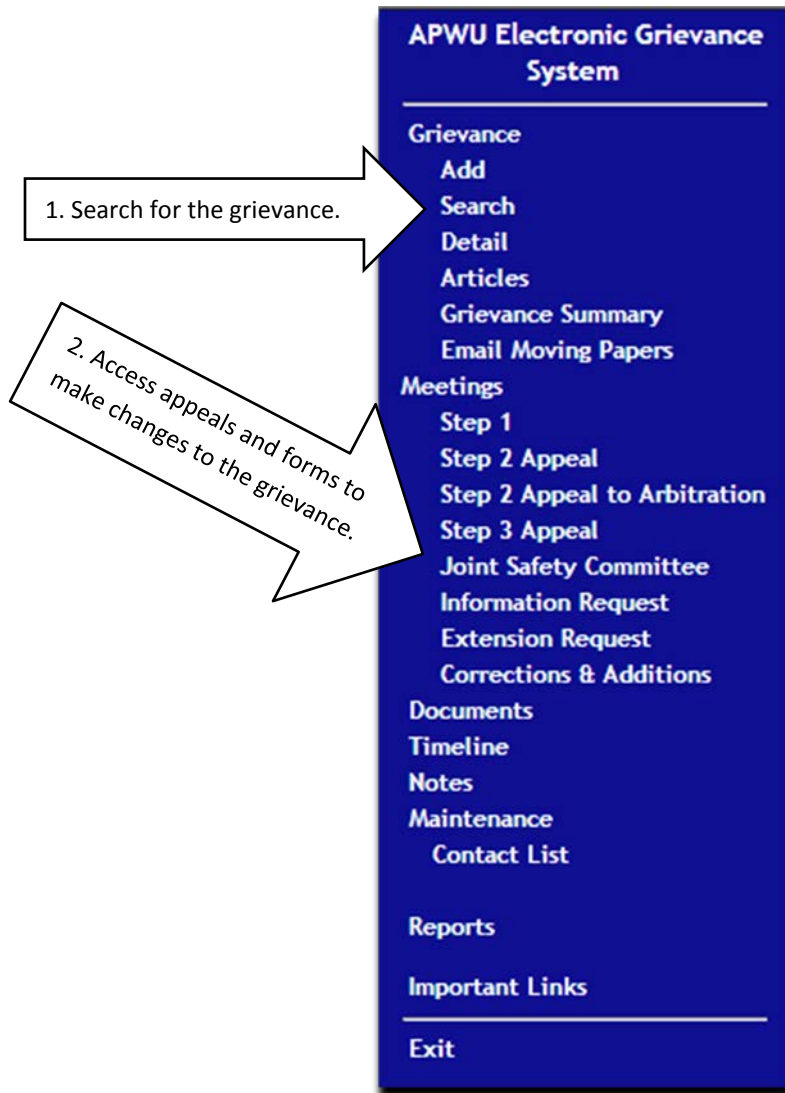 APWU Electronic Grievance
System
Grievance
Add
1. Search for the grievance.
Search
Detail
Articles
Grievance Summary
Email Moving Papers
2. Access appeals and forms to
make changes to the grievance.
Meetings
Step 1
Step 2 Appeal
Step 2 Appeal to Arbitration
Step 3 Appeal
Joint Safety Committee
Information Request
Extension Request
Corrections & Additions
Documents
Timeline
Notes
Maintenance
Contact List
Reports
Important Links
Exit